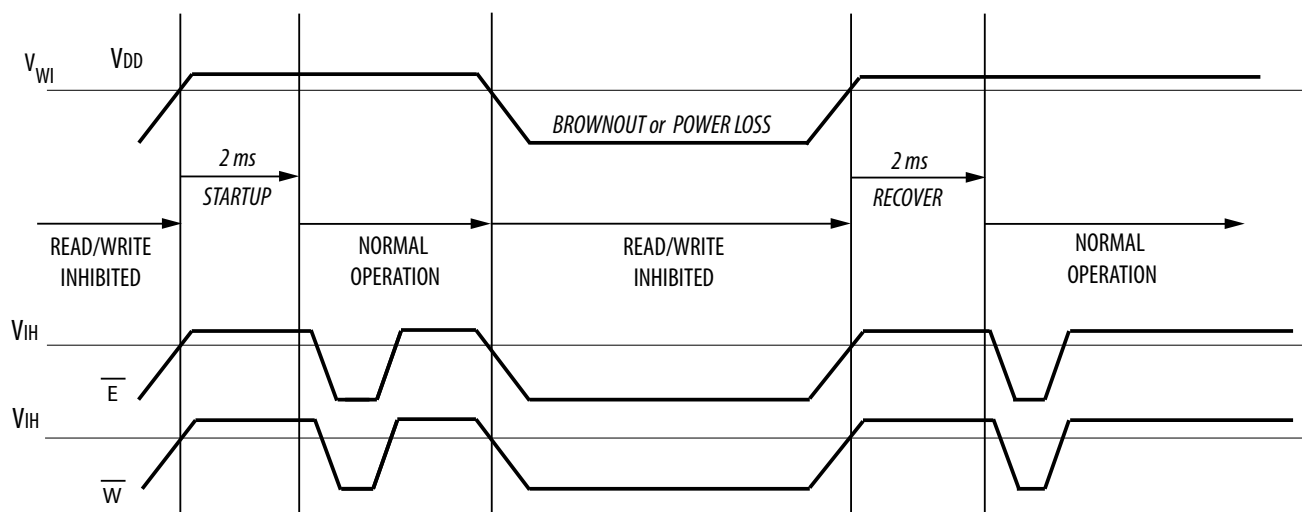 VWI VDD
BROWNOUT or POWER LOSS
2 ms
STARTUP
2 ms
RECOVER
READ/WRITE
INHIBITED
NORMAL
OPERATION
READ/WRITE
INHIBITED
NORMAL
OPERATION
VIH
E
VIH
W